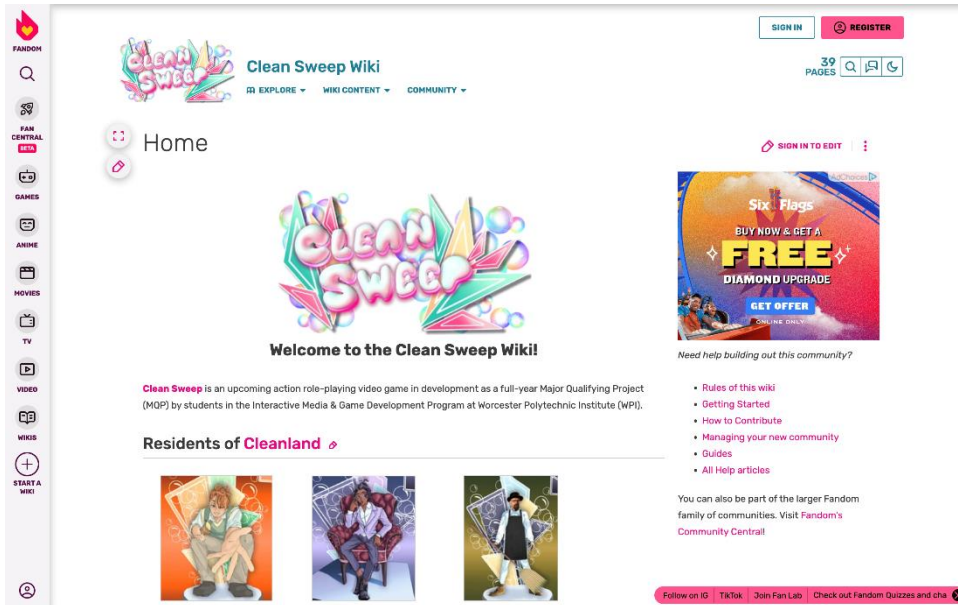 FANDOM
FAN
CENTRAL
BETA
GAMES
ANIME
MOVIES
TV
VIDEO
WIKIS
START A
WIKI
SIGN IN
REGISTER
CLEAN
SWEEP
Clean Sweep Wiki
EXPLORE
WIKI CONTENT
COMMUNITY
39
PAGES
Home
SIGN IN TO EDIT
CLEAN
SWEEP
Welcome to the Clean Sweep Wiki!
Clean Sweep is an upcoming action role-playing video game in development as a full-year Major Qualifying Project
(MQP) by students in the Interactive Media & Game Development Program at Worcester Polytechnic Institute (WPI).
Residents of Cleanland
AdChoices
Six Flags
BUY NOW & GET A
FREE
DIAMOND UPGRADE
GET OFFER
ONLINE ONLY
Need help building out this community?
• Rules of this wiki
• Getting Started
• How to Contribute
• Managing your new community
• Guides
• All Help articles
You can also be part of the larger Fandom
family of communities. Visit Fandom's
Community Central!
Follow on IG
TikTok
Join Fan Lab
Check out Fandom Quizzes and cha